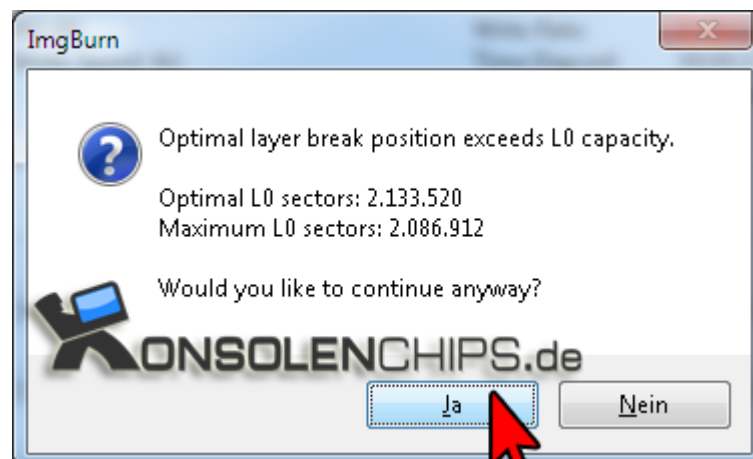 ImgBurn
Optimal layer break position exceeds L0 capacity.
Optimal L0 sectors: 2.133.520
Maximum L0 sectors: 2.086.912
Would you like to continue anyway?
KONSOLENCHIPS.de
Ja
Nein